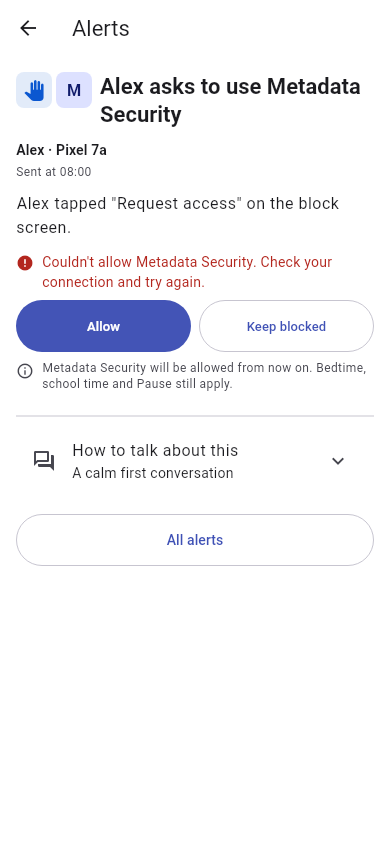 Alerts
M
Alex asks to use Metadata
Security
Alex · Pixel 7a
Sent at 08:00
Alex tapped "Request access" on the block
screen.
Couldn't allow Metadata Security. Check your
connection and try again.
Allow
Keep blocked
Metadata Security will be allowed from now on. Bedtime,
school time and Pause still apply.
How to talk about this
A calm first conversation
All alerts